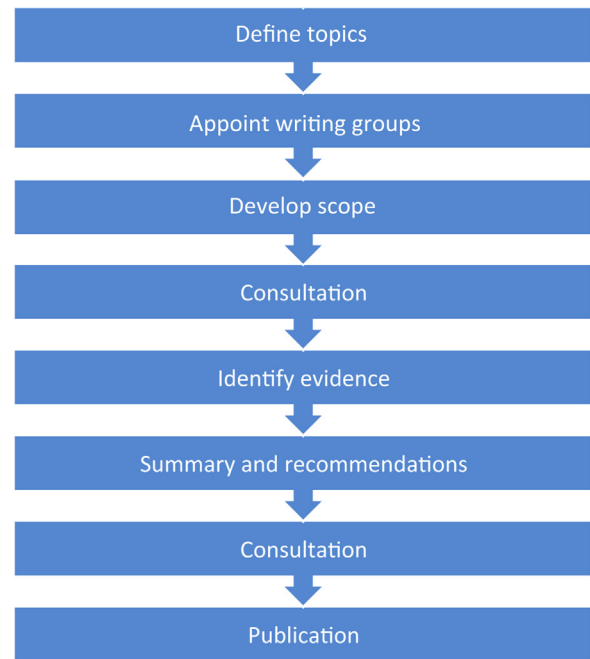 Define topics
Appoint writing groups
Develop scope
Consultation
Identify evidence
Summary and recommendations
Consultation
Publication